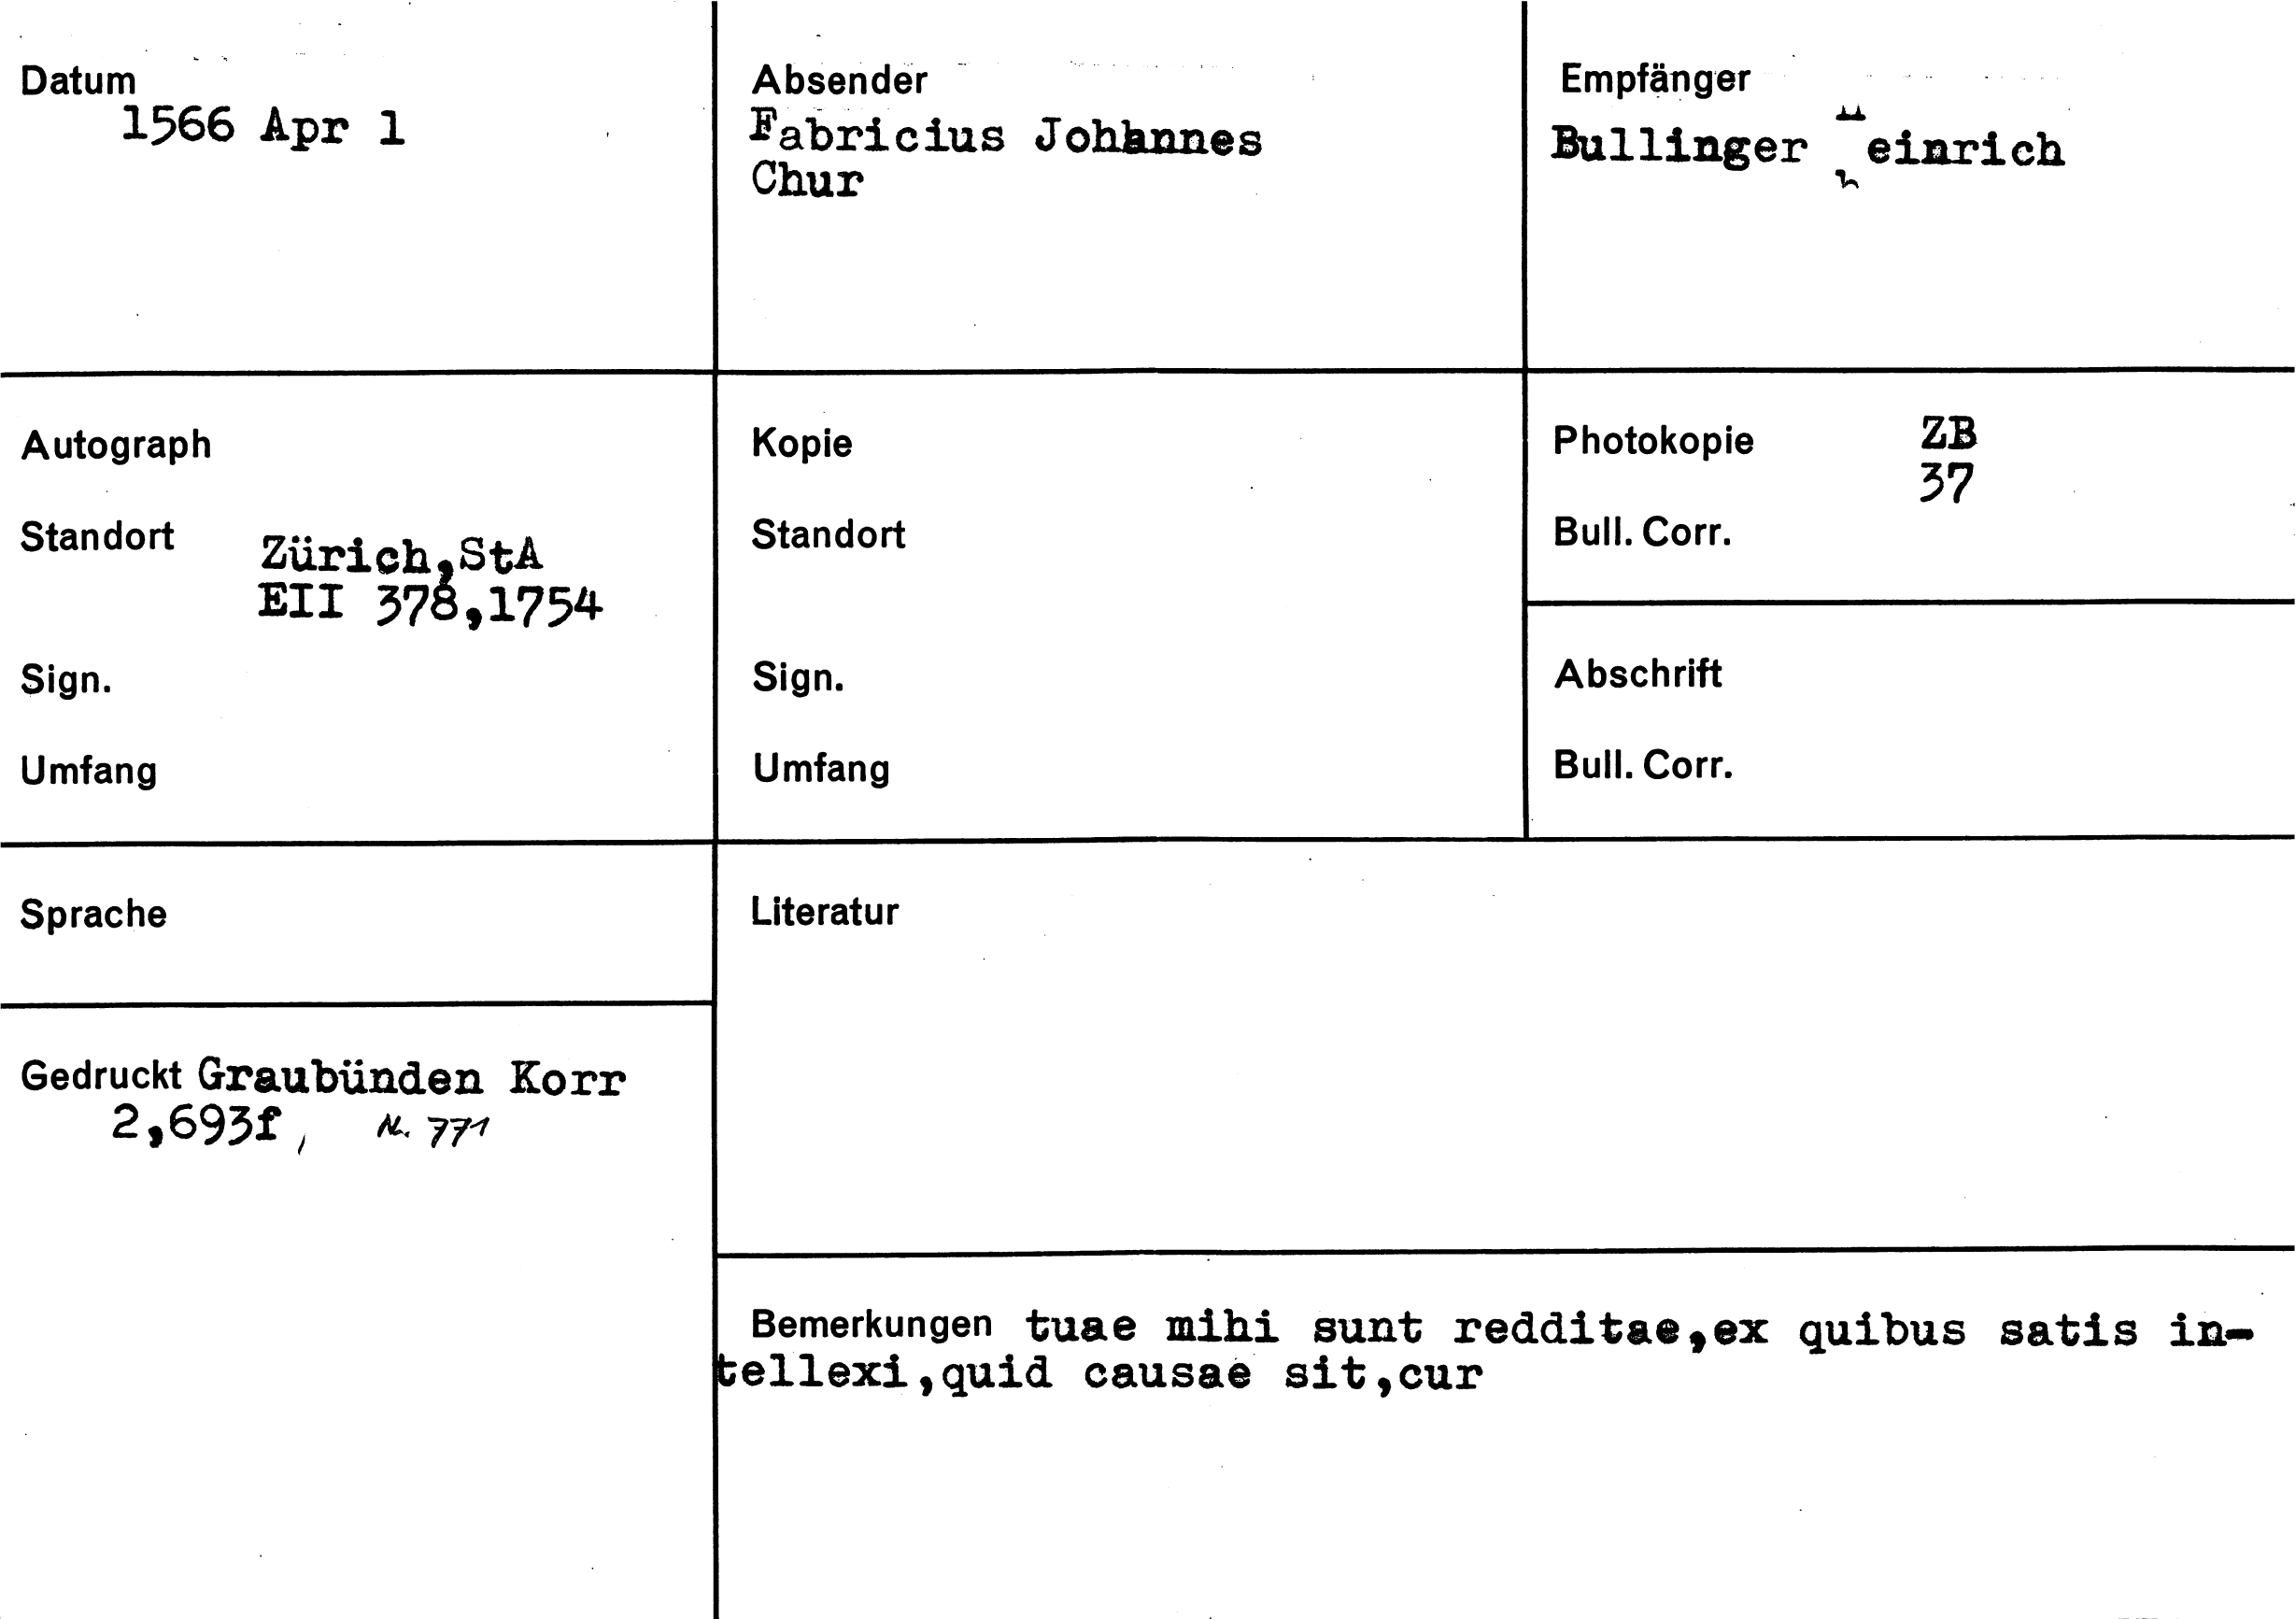 Datum
1566 Apr 1
Absender
Fabricius Johannes
Chur
Empfänger
Bullinger Heinrich
Autograph
Standort Zürich,StA
EII 378,1754
Sign.
Umfang
Kopie
Standort
Sign.
Umfang
Photokopie ZB
37
Bull. Corr.
Abschrift
Bull. Corr.
Sprache
Literatur
Gedruckt Graubünden Korr
2,693f, N. 771
Bemerkungen tuae mihi sunt redditae,ex quibus satis in-
tellexi,quid causae sit,cur